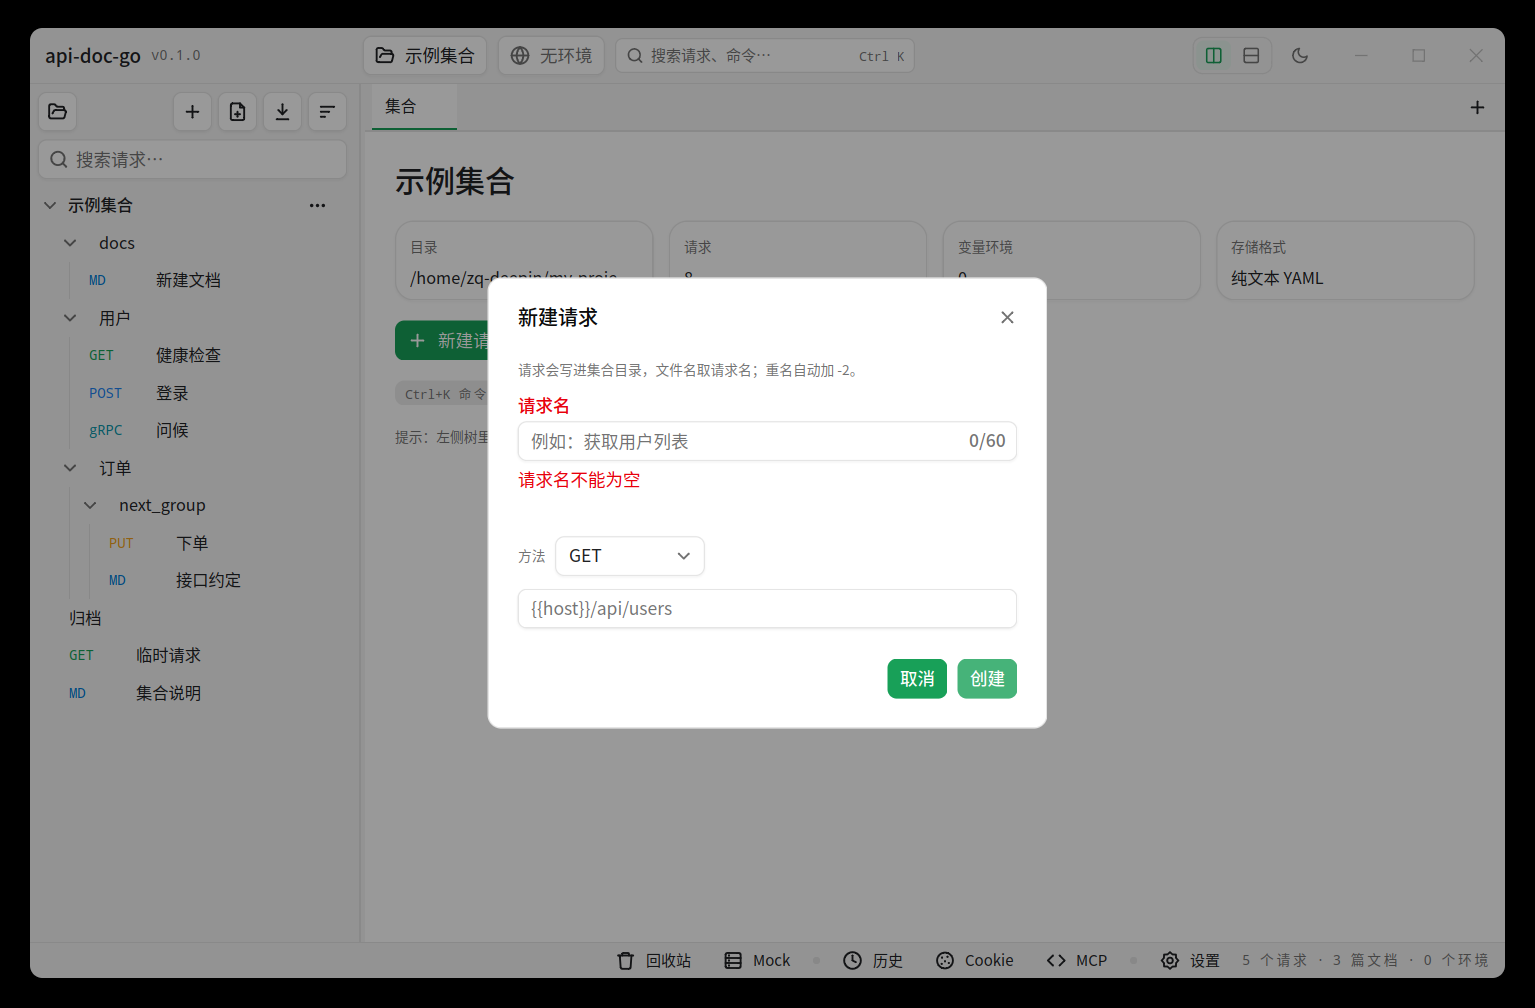 api-doc-go v0.1.0
示例集合
无环境
搜索请求、命令… Ctrl K
搜索请求…
示例集合
docs
MD 新建文档
用户
GET 健康检查
POST 登录
gRPC 问候
订单
next_group
PUT 下单
MD 接口约定
归档
GET 临时请求
MD 集合说明
集合
示例集合
目录
请求
变量环境
存储格式
纯文本 YAML
新建请
Ctrl+K 命令
提示：左侧树里
新建请求
请求会写进集合目录，文件名取请求名；重名自动加 -2。
请求名
例如：获取用户列表 0/60
请求名不能为空
方法 GET
{{host}}/api/users
取消 创建
回收站 Mock 历史 Cookie MCP 设置 5 个请求 · 3 篇文档 · 0 个环境